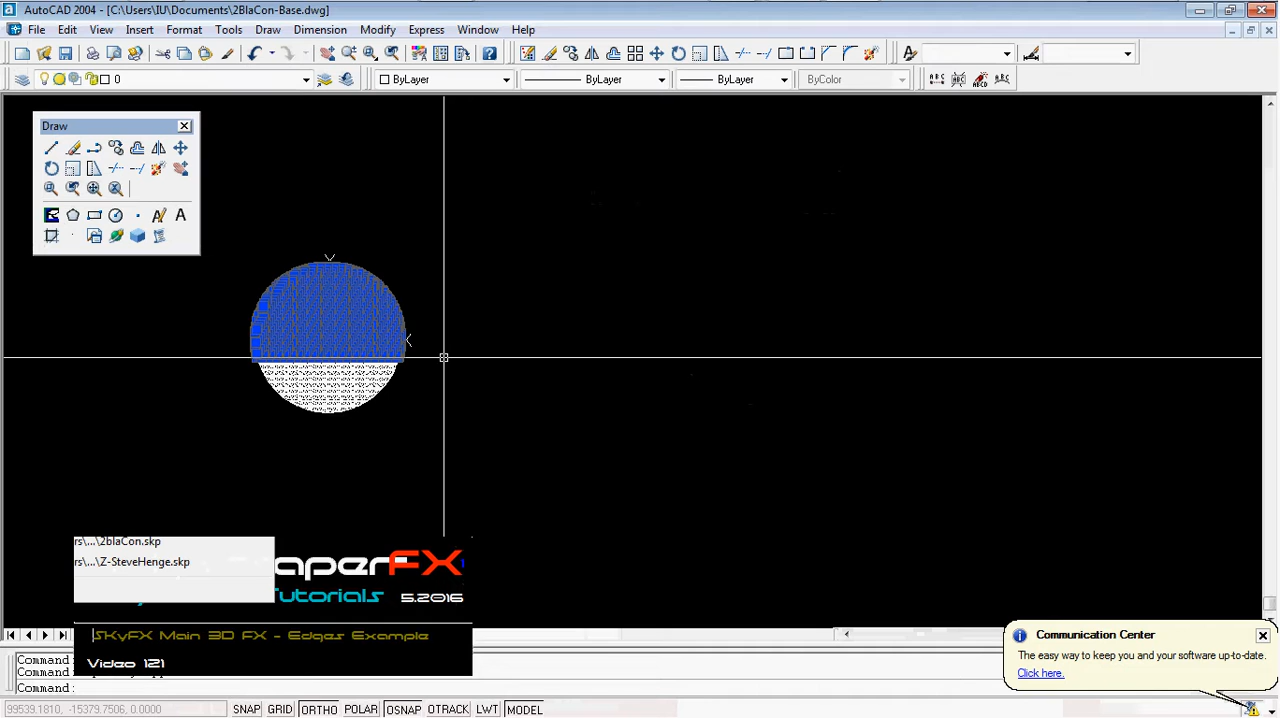 AutoCAD 2004 - [C:\Users\IU\Documents\2BlaCon-Base.dwg]
File Edit View Insert Format Tools Draw Dimension Modify Express Window Help
0 ByLayer ByLayer ByLayer ByColor
Draw
A
rs\...\2blaCon.skp
rs\...\Z-SteveHenge.skp
aperFX
Tutorials 5.2016
SKyFX Main 3D FX - Edges Example
Video 121
Communication Center
The easy way to keep you and your software up-to-date.
Click here.
Command:
Command:
Command:
99539.1810, -15379.7506, 0.0000 SNAP GRID ORTHO POLAR OSNAP OTRACK LWT MODEL